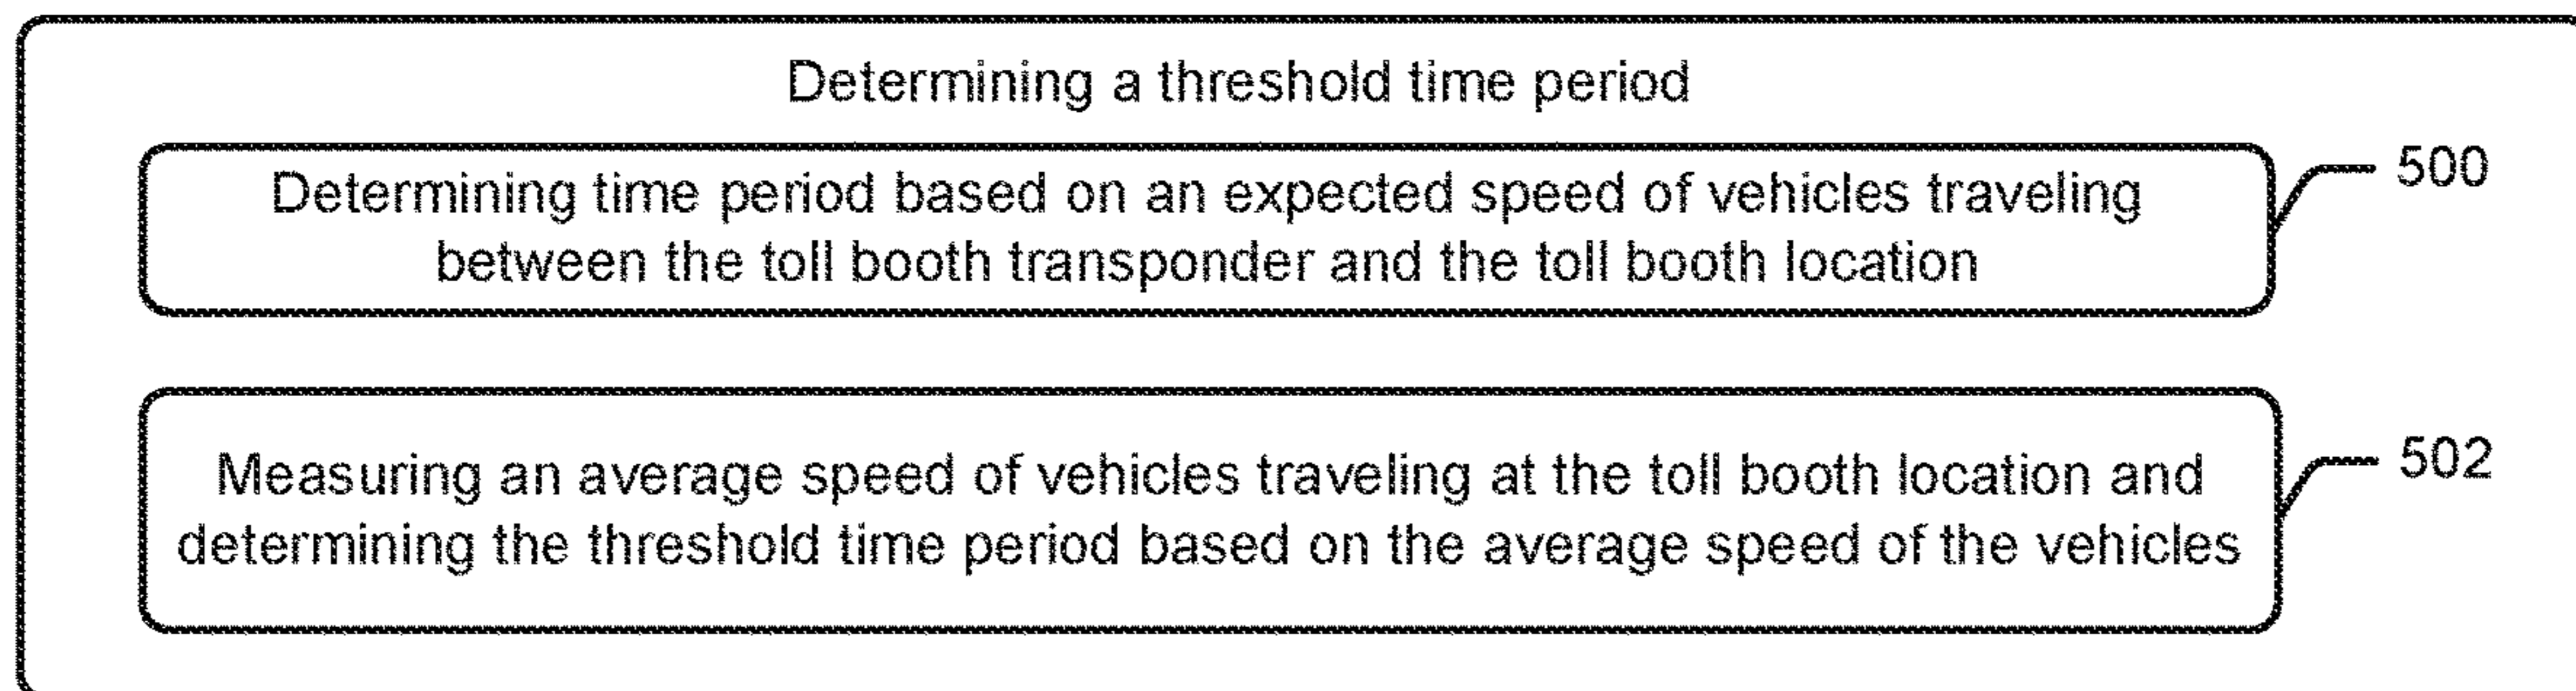 Determining a threshold time period
Determining time period based on an expected speed of vehicles traveling
between the toll booth transponder and the toll booth location
500
Measuring an average speed of vehicles traveling at the toll booth location and
determining the threshold time period based on the average speed of the vehicles
502